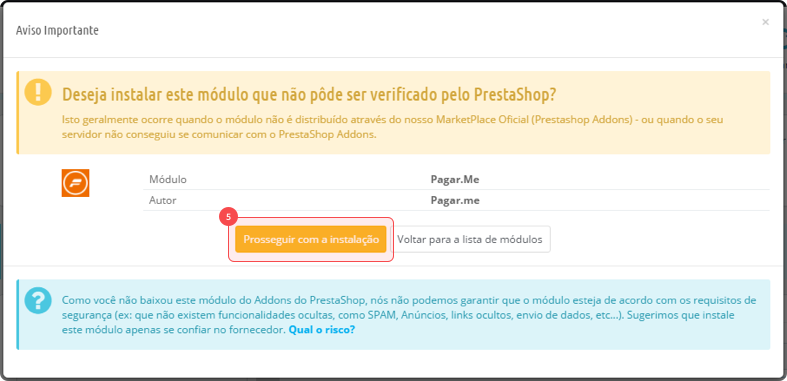 Aviso Importante
×
Deseja instalar este módulo que não pôde ser verificado pelo PrestaShop?
Isto geralmente ocorre quando o módulo não é distribuído através do nosso MarketPlace Oficial (Prestashop Addons) - ou quando o seu
servidor não conseguiu se comunicar com o PrestaShop Addons.
Módulo Pagar.Me
Autor Pagar.me
5
Prosseguir com a instalação Voltar para a lista de módulos
Como você não baixou este módulo do Addons do PrestaShop, nós não podemos garantir que o módulo esteja de acordo com os requisitos de
segurança (ex: que não existem funcionalidades ocultas, como SPAM, Anúncios, links ocultos, envio de dados, etc...). Sugerimos que instale
este módulo apenas se confiar no fornecedor. Qual o risco?